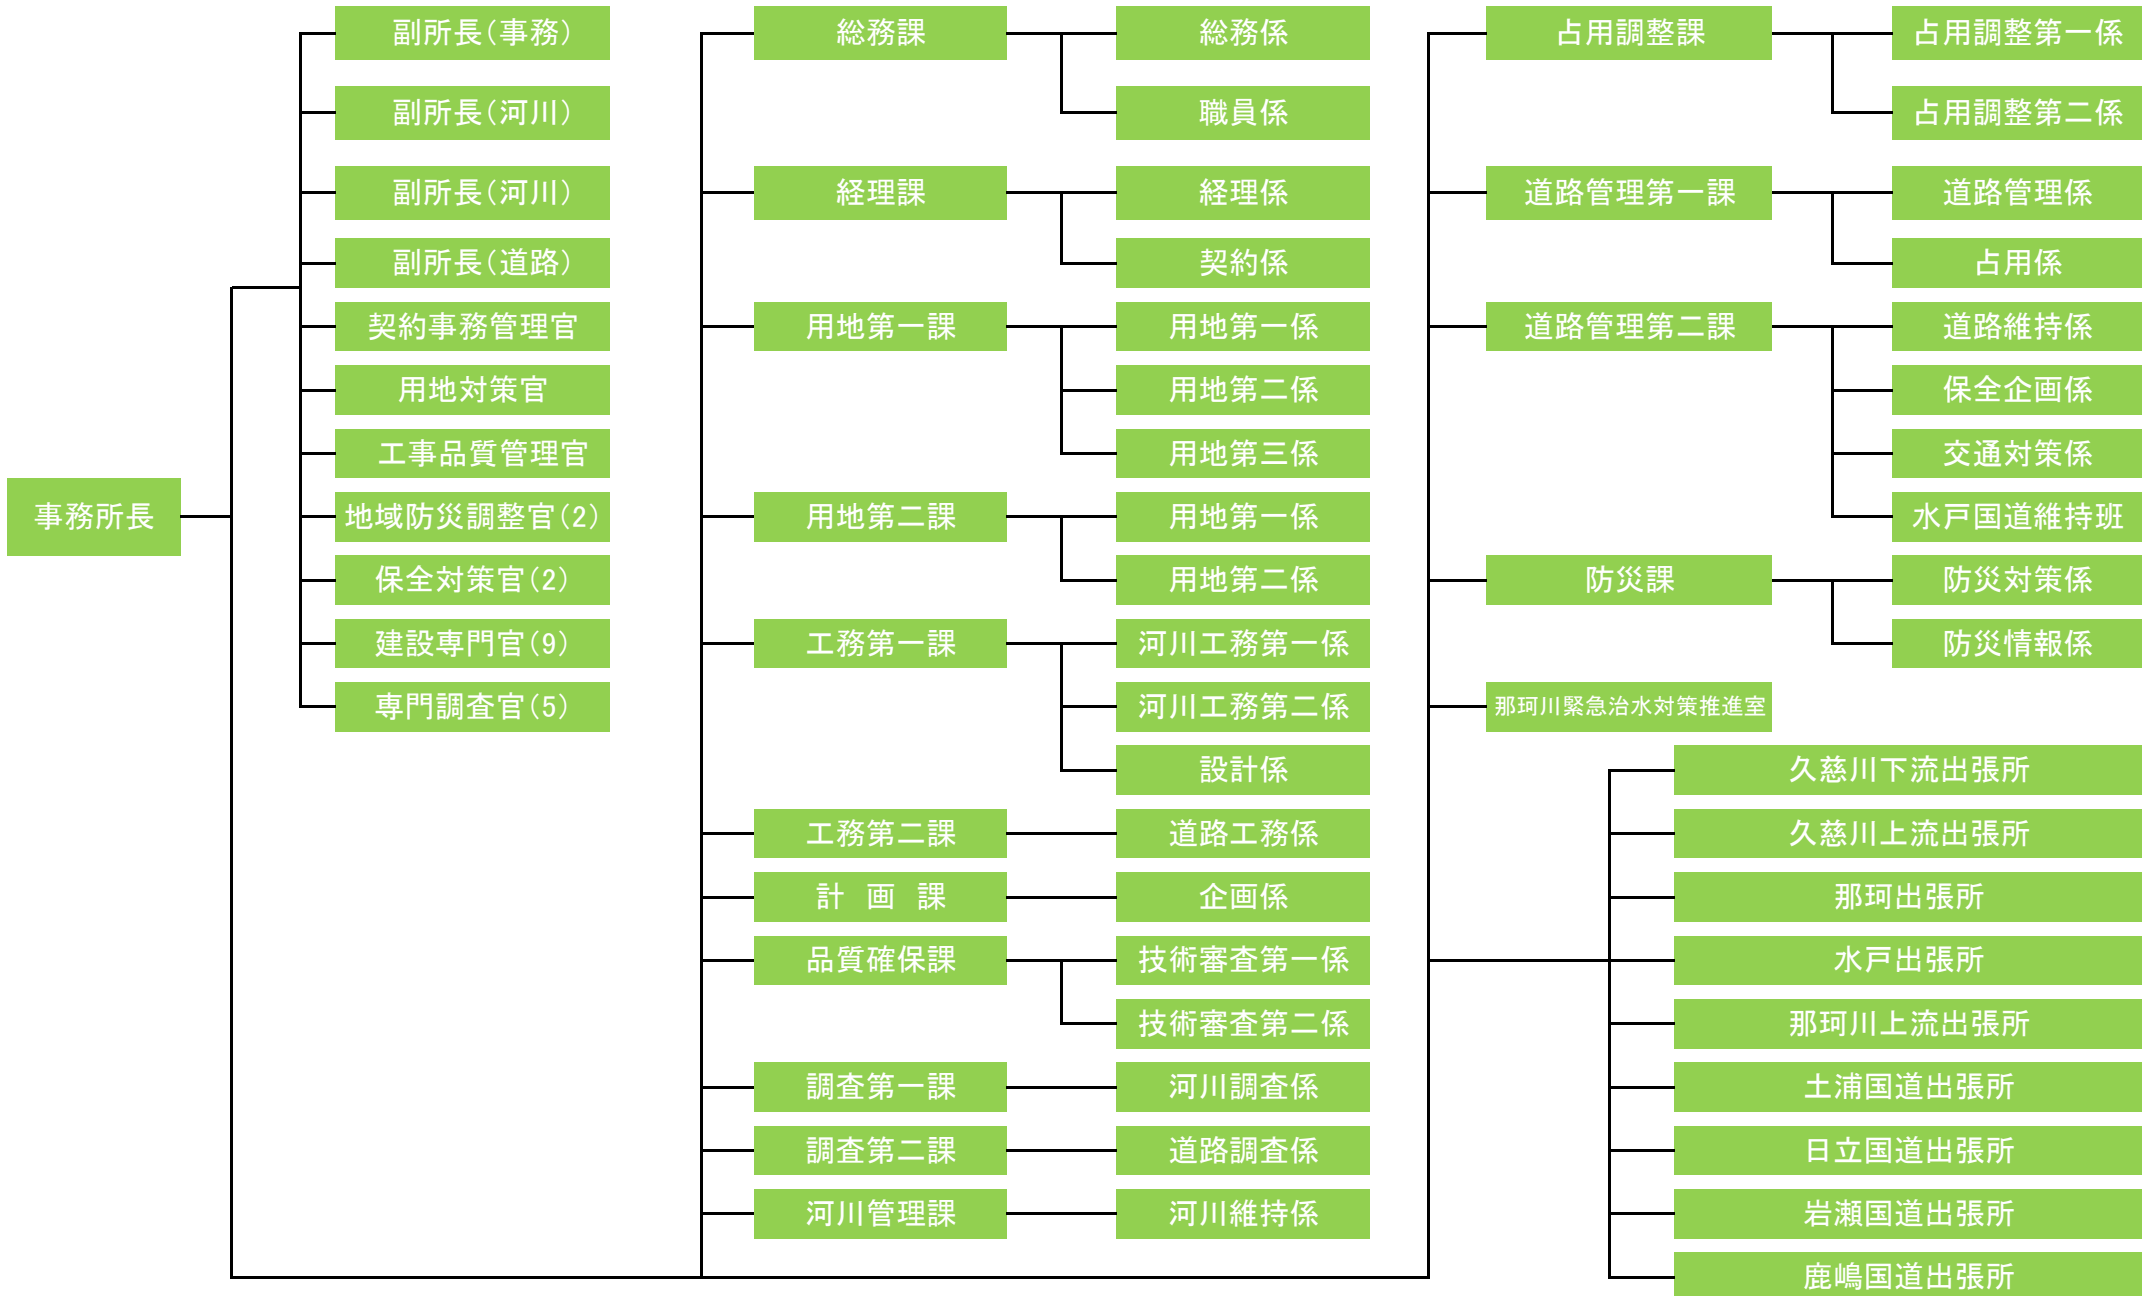 事務所長
副所長(事務)
副所長(河川)
副所長(河川)
副所長(道路)
契約事務管理官
用地対策官
工事品質管理官
地域防災調整官(2)
保全対策官(2)
建設専門官(9)
専門調査官(5)
総務課
総務係
職員係
経理課
経理係
契約係
用地第一課
用地第一係
用地第二係
用地第三係
用地第二課
用地第一係
用地第二係
工務第一課
河川工務第一係
河川工務第二係
設計係
工務第二課
道路工務係
計 画 課
企画係
品質確保課
技術審査第一係
技術審査第二係
調査第一課
河川調査係
調査第二課
道路調査係
河川管理課
河川維持係
占用調整課
占用調整第一係
占用調整第二係
道路管理第一課
道路管理係
占用係
道路管理第二課
道路維持係
保全企画係
交通対策係
水戸国道維持班
防災課
防災対策係
防災情報係
那珂川緊急治水対策推進室
久慈川下流出張所
久慈川上流出張所
那珂出張所
水戸出張所
那珂川上流出張所
土浦国道出張所
日立国道出張所
岩瀬国道出張所
鹿嶋国道出張所